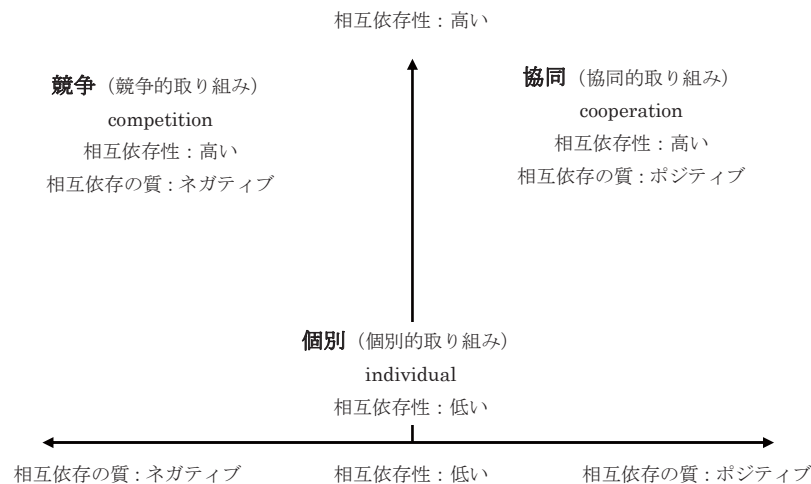 相互依存性：高い
競争（競争的取り組み）
competition
相互依存性：高い
相互依存の質：ネガティブ
協同（協同的取り組み）
cooperation
相互依存性：高い
相互依存の質：ポジティブ
個別（個別的取り組み）
individual
相互依存性：低い
相互依存の質：ネガティブ
相互依存性：低い
相互依存の質：ポジティブ